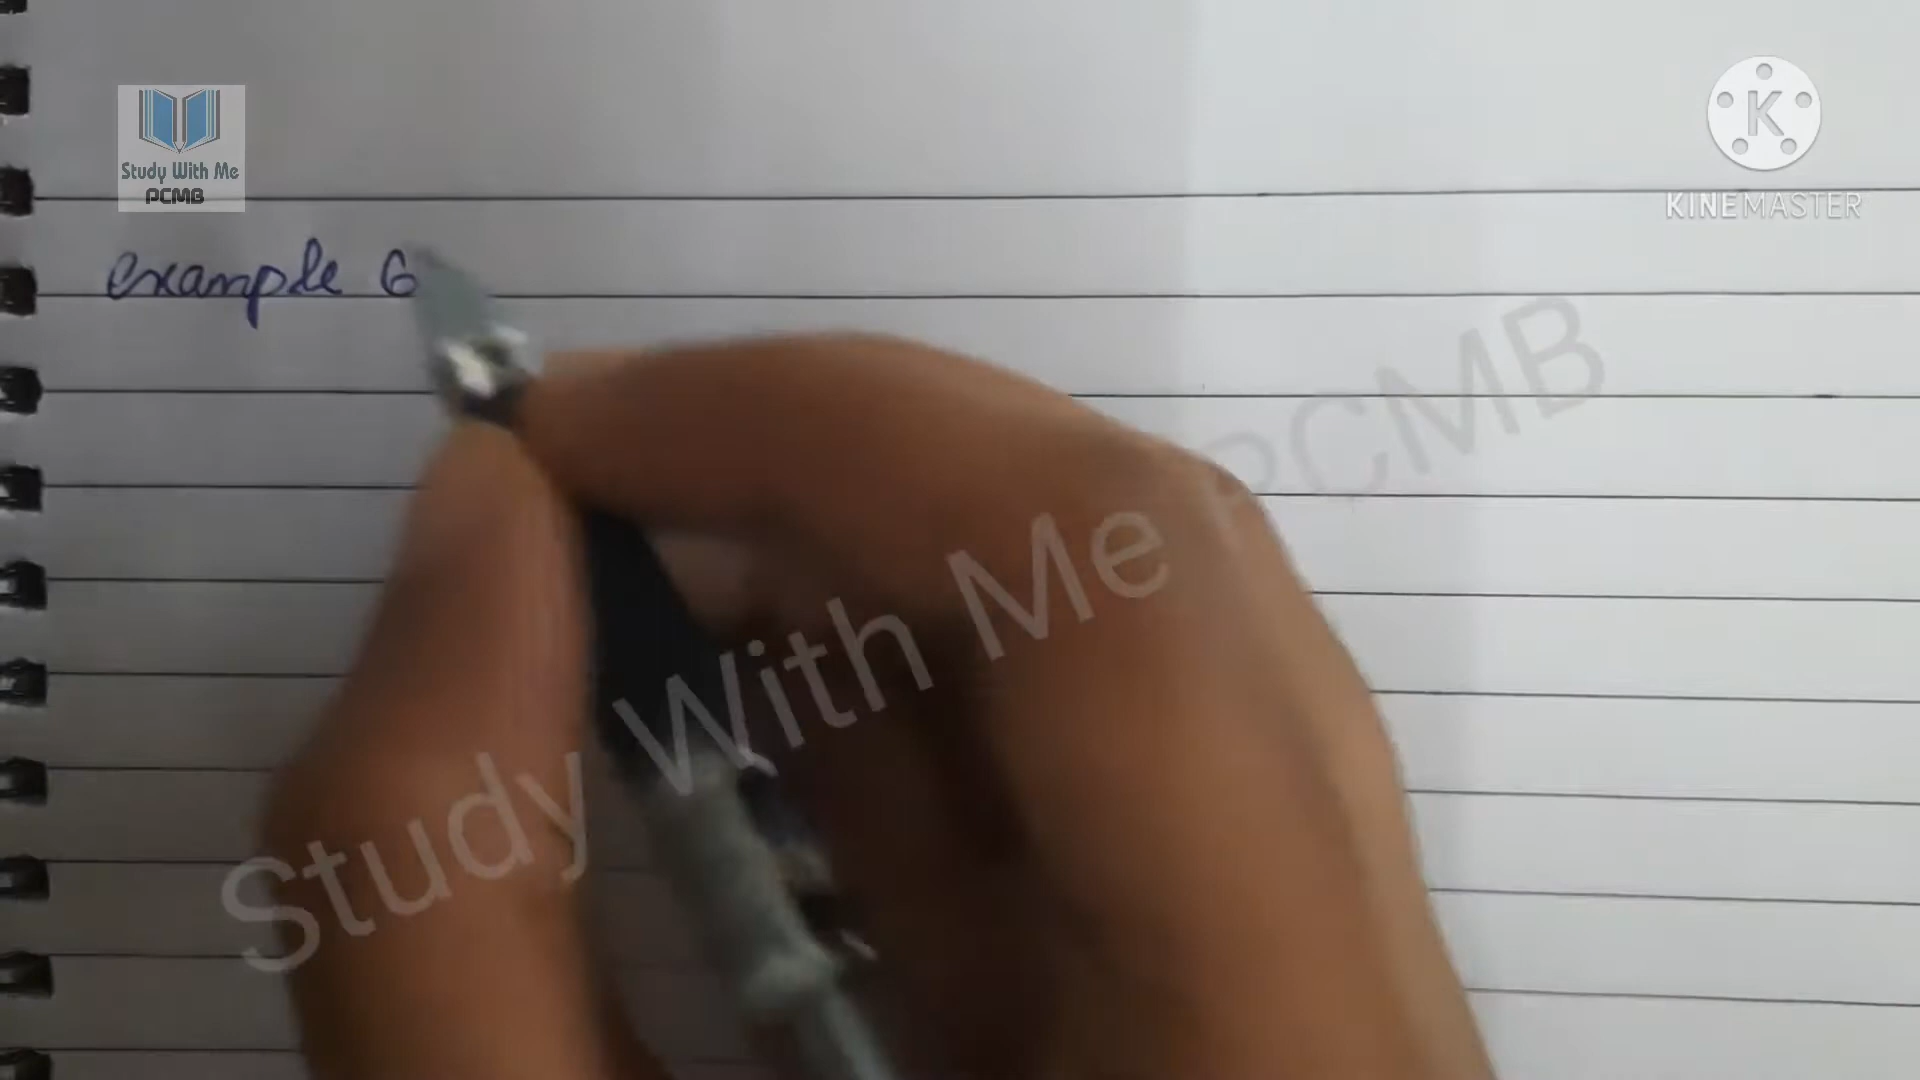 Study With Me
PCMB
K
KINEMASTER
example 6
Study With Me PCMB